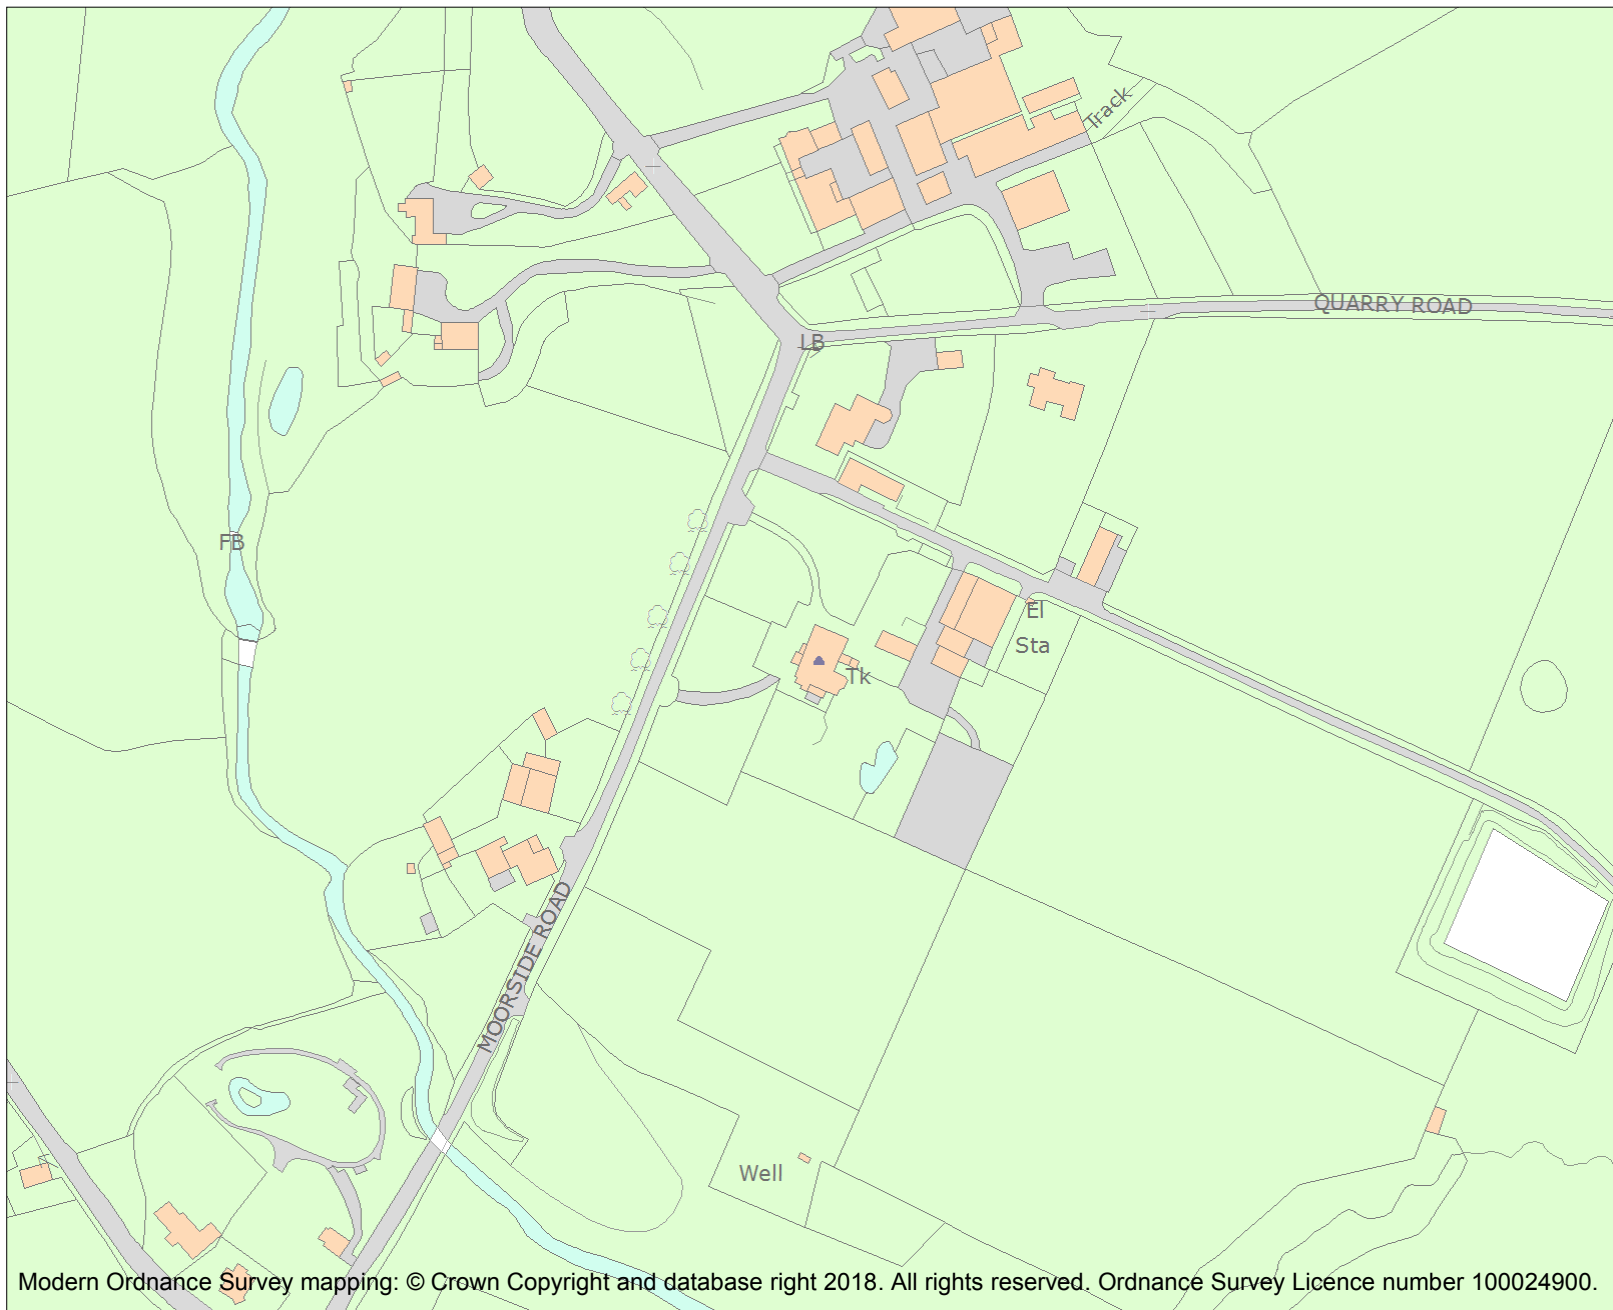 Track
QUARRY ROAD
LB
FB
El
Sta
Tk
MOORSIDE ROAD
Well
Modern Ordnance Survey mapping: © Crown Copyright and database right 2018. All rights reserved. Ordnance Survey Licence number 100024900.